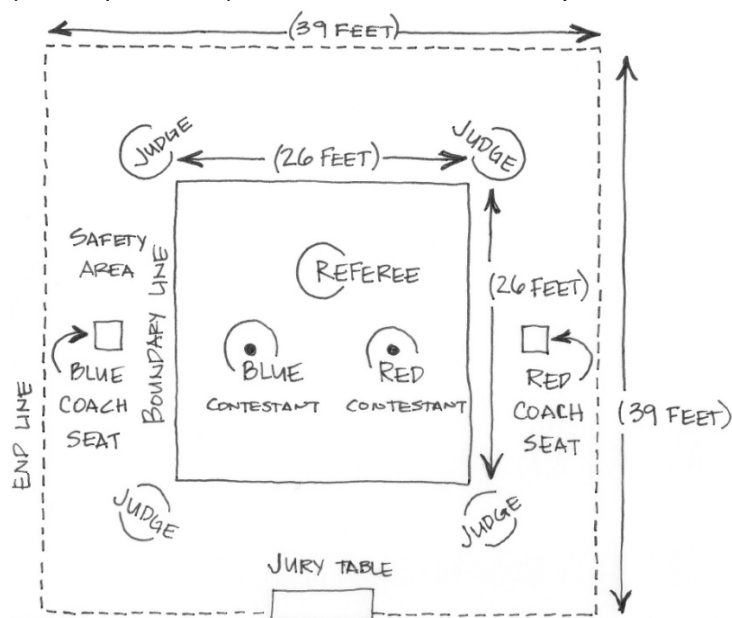 (39 FEET)
JUDGE
JUDGE
(26 FEET)
SAFETY
AREA
BOUNDARY LINE
REFEREE
(26 FEET)
BLUE
COACH
SEAT
BLUE
CONTESTANT
RED
CONTESTANT
RED
COACH
SEAT
(39 FEET)
END LINE
JUDGE
JUDGE
JURY TABLE